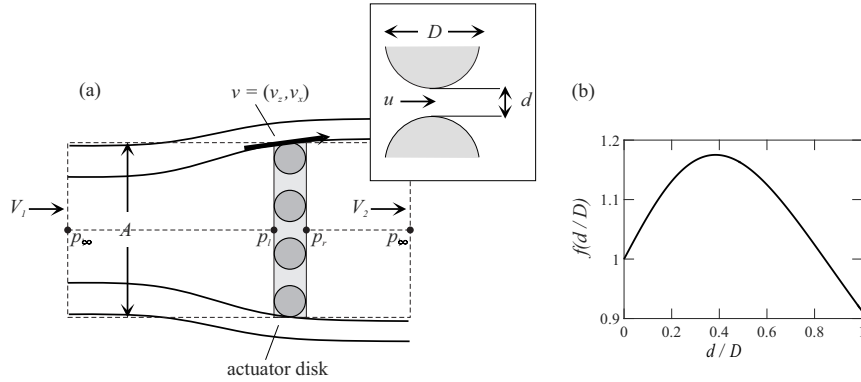 (a)
v = (v_z,v_x)
D
u
d
V_1
A
V_2
p_∞
p_l
p_r
p_∞
actuator disk
(b)
f(d / D)
1.2
1.1
1
0.9
0
0.2
0.4
0.6
0.8
1
d / D